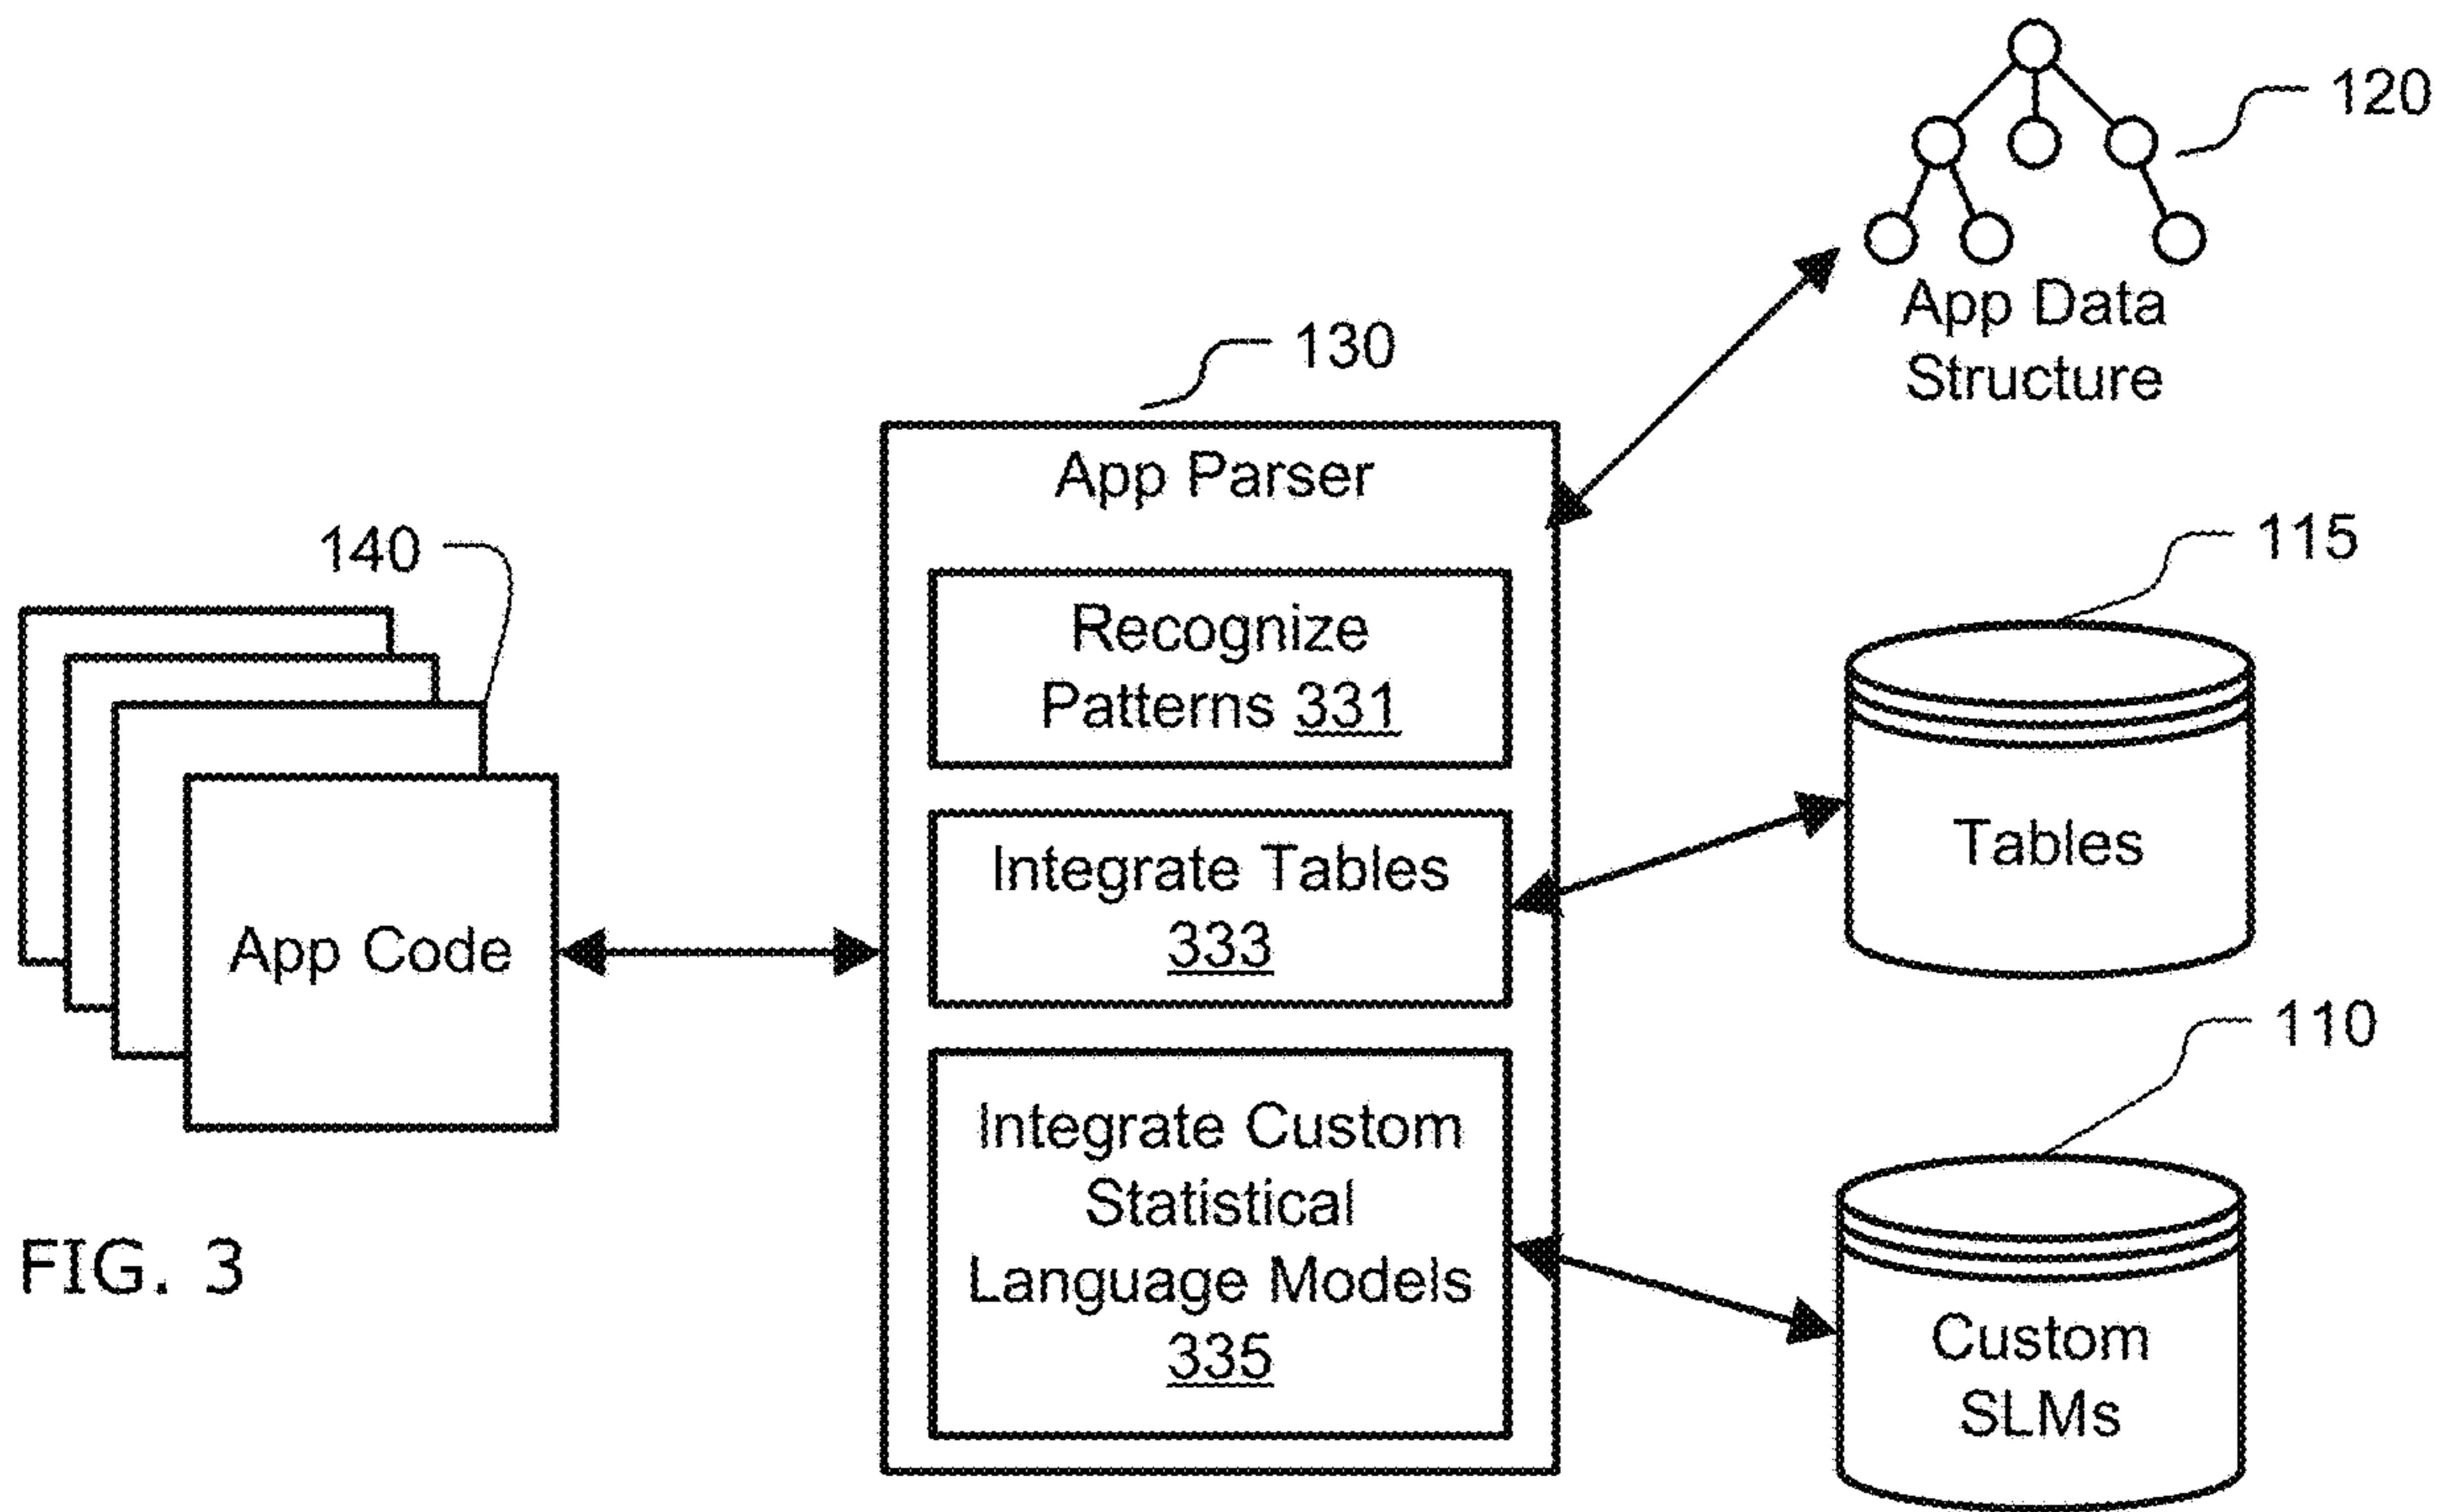 120
App Data
Structure
130
App Parser
140
115
Recognize
Patterns 331
Tables
Integrate Tables
333
App Code
110
Integrate Custom
Statistical
Language Models
335
Custom
SLMs
FIG. 3